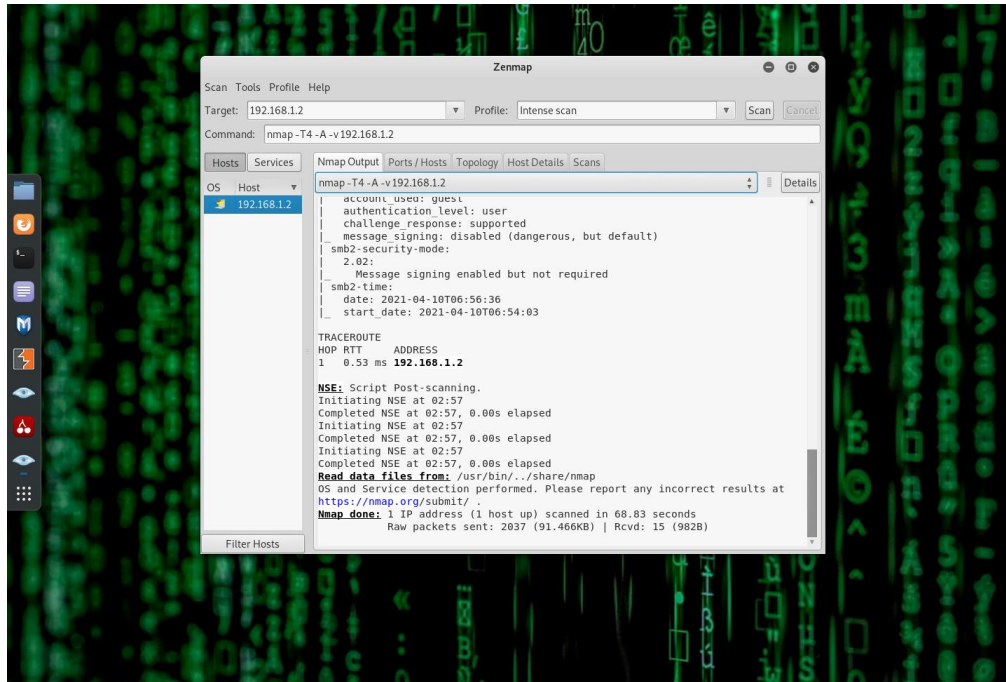 Zenmap
Scan Tools Profile Help
Target: 192.168.1.2 Profile: Intense scan Scan Cancel
Command: nmap -T4 -A -v 192.168.1.2
Hosts Services Nmap Output Ports / Hosts Topology Host Details Scans
OS Host nmap -T4 -A -v 192.168.1.2 Details
192.168.1.2
| account_used: guest
| authentication_level: user
| challenge_response: supported
|_ message_signing: disabled (dangerous, but default)
| smb2-security-mode:
| 2.02:
|_ Message signing enabled but not required
| smb2-time:
| date: 2021-04-10T06:56:36
|_ start_date: 2021-04-10T06:54:03
TRACEROUTE
HOP RTT ADDRESS
1 0.53 ms 192.168.1.2
NSE: Script Post-scanning.
Initiating NSE at 02:57
Completed NSE at 02:57, 0.00s elapsed
Initiating NSE at 02:57
Completed NSE at 02:57, 0.00s elapsed
Initiating NSE at 02:57
Completed NSE at 02:57, 0.00s elapsed
Read data files from: /usr/bin/../share/nmap
OS and Service detection performed. Please report any incorrect results at
https://nmap.org/submit/ .
Nmap done: 1 IP address (1 host up) scanned in 68.83 seconds
Raw packets sent: 2037 (91.466KB) | Rcvd: 15 (982B)
Filter Hosts